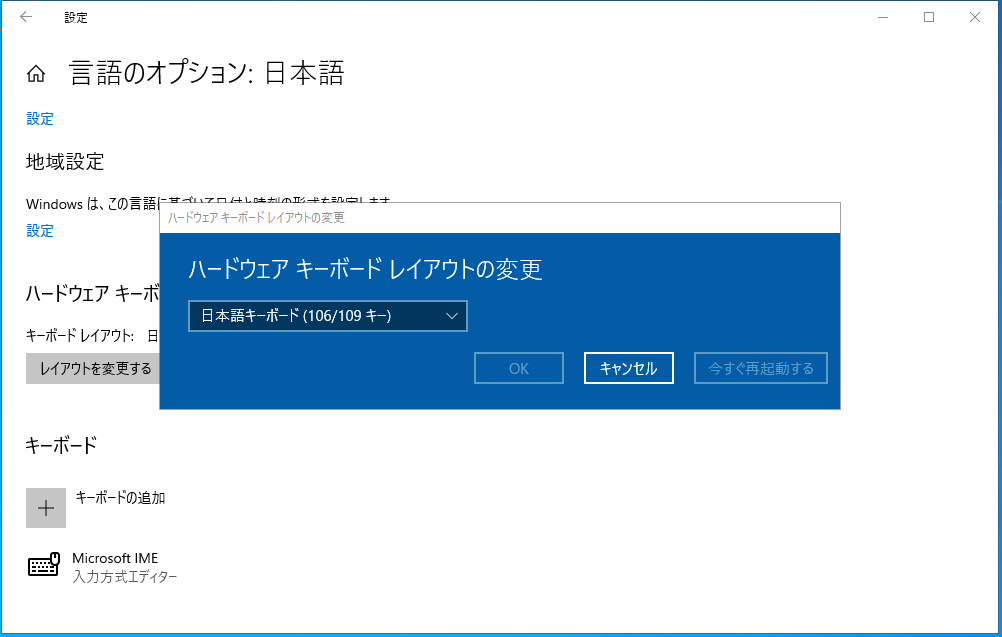 設定
言語のオプション: 日本語
設定
地域設定
Windows は、この言語に基づいて日付と時刻の形式を設定します
設定
ハードウェア キーボードレイアウトの変更
ハードウェア キーボード レイアウトの変更
日本語キーボード (106/109 キー)
OK
キャンセル
今すぐ再起動する
ハードウェア キーボ
キーボード レイアウト: 日
レイアウトを変更する
キーボード
キーボードの追加
Microsoft IME
入力方式エディター